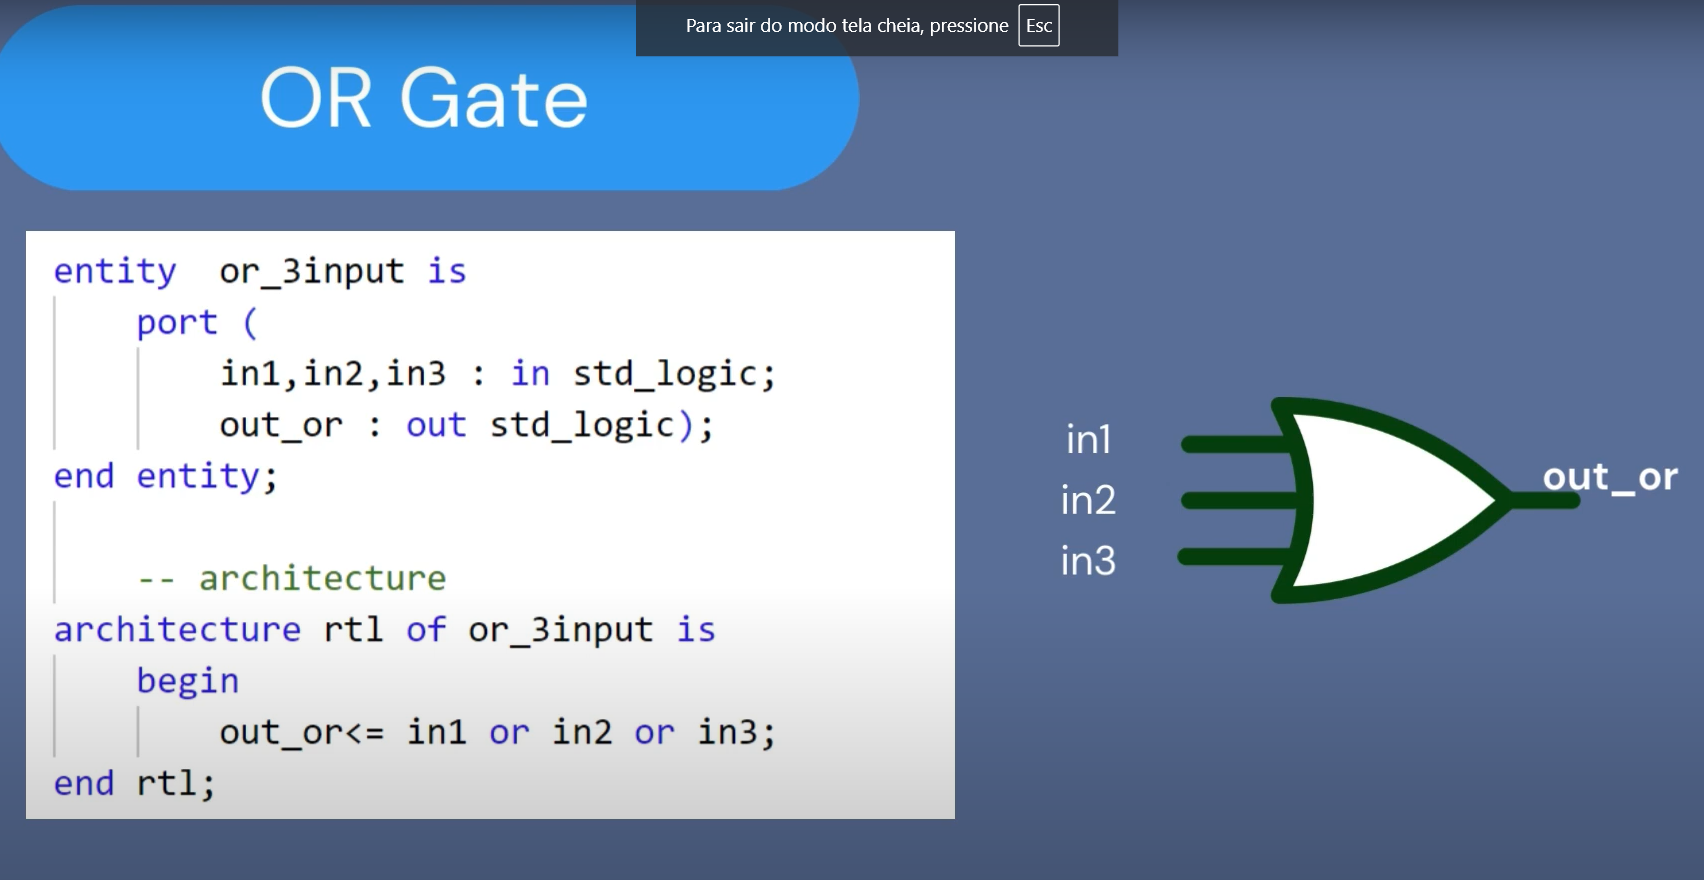 Para sair do modo tela cheia, pressione Esc
OR Gate
entity  or_3input is
    port (
        in1,in2,in3 : in std_logic;
        out_or : out std_logic);
end entity;
    -- architecture
architecture rtl of or_3input is
    begin
        out_or<= in1 or in2 or in3;
end rtl;
in1
in2
in3
out_or